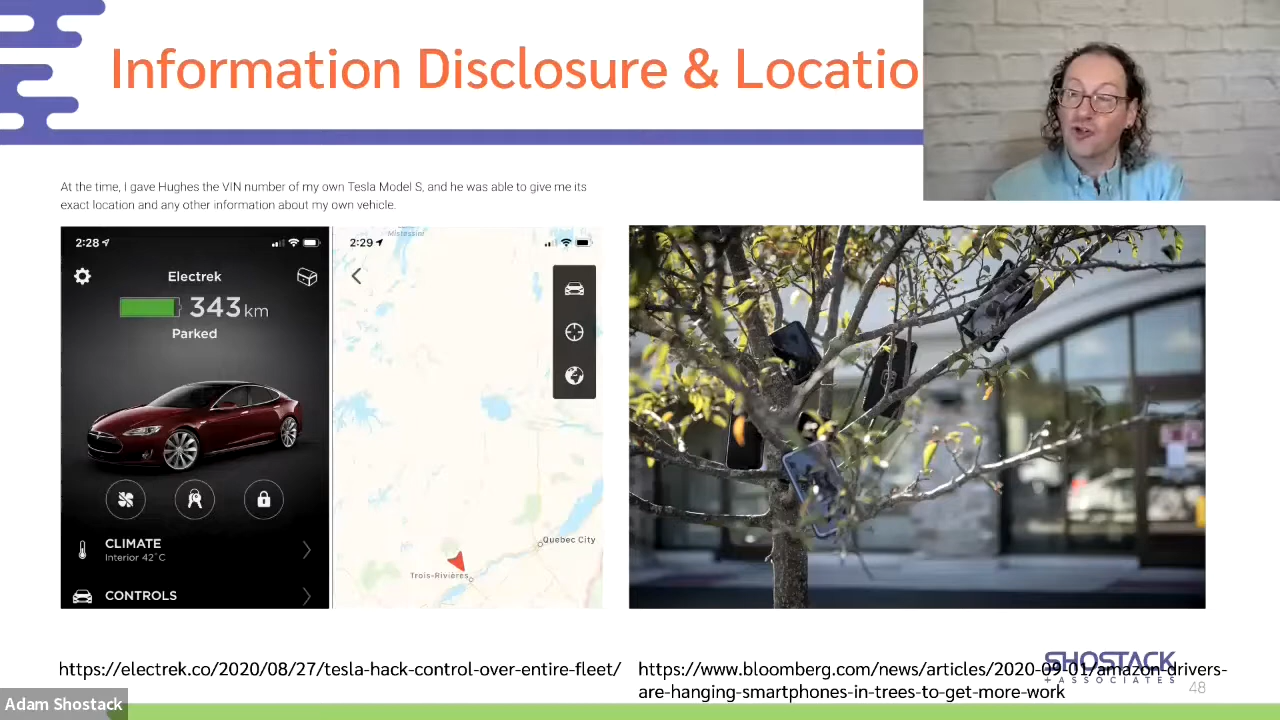 Information Disclosure & Locatio
At the time, I gave Hughes the VIN number of my own Tesla Model S, and he was able to give me its
exact location and any other information about my own vehicle.
2:28
Electrek
343 km
Parked
CLIMATE
Interior 42°C
CONTROLS
2:29
Mistassini
Quebec City
Trois-Rivières
https://electrek.co/2020/08/27/tesla-hack-control-over-entire-fleet/
https://www.bloomberg.com/news/articles/2020-09-01/amazon-drivers-
are-hanging-smartphones-in-trees-to-get-more-work
SHOSTACK
+ ASSOCIATES
48
Adam Shostack